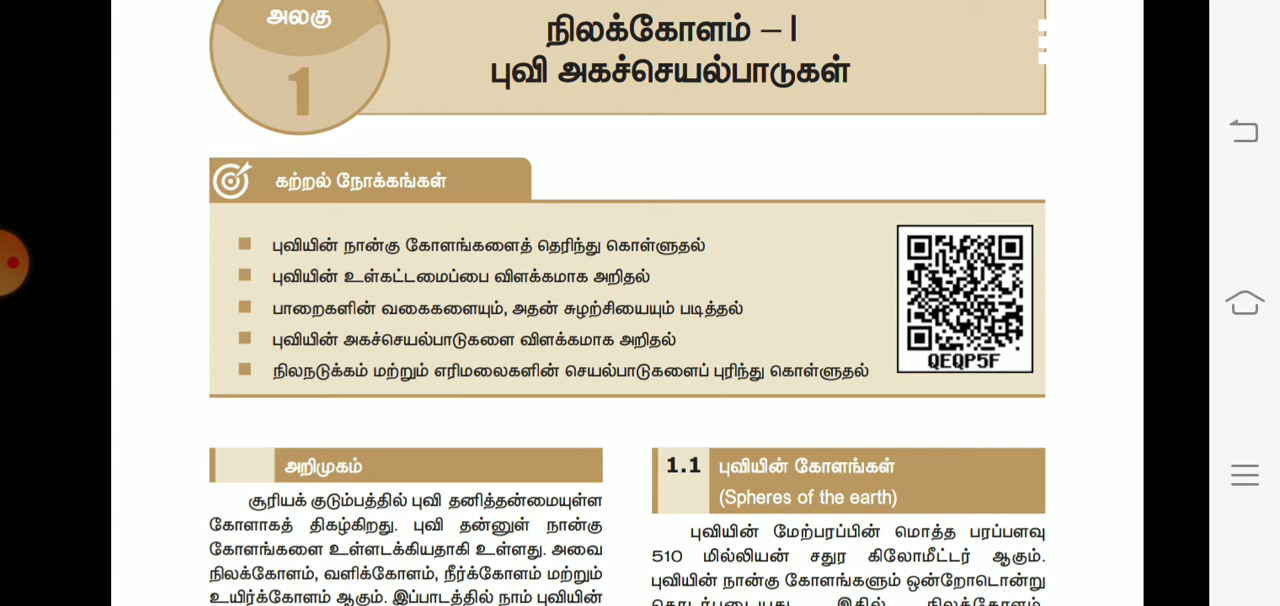 அலகு
1
நிலக்கோளம் – I
புவி அகச்செயல்பாடுகள்
கற்றல் நோக்கங்கள்
புவியின் நான்கு கோளங்களைத் தெரிந்து கொள்ளுதல்
புவியின் உள்கட்டமைப்பை விளக்கமாக அறிதல்
பாறைகளின் வகைகளையும், அதன் சுழற்சியையும் படித்தல்
புவியின் அகச்செயல்பாடுகளை விளக்கமாக அறிதல்
நிலநடுக்கம் மற்றும் எரிமலைகளின் செயல்பாடுகளைப் புரிந்து கொள்ளுதல்
QEQP5F
அறிமுகம்
சூரியக் குடும்பத்தில் புவி தனித்தன்மையுள்ள
கோளாகத் திகழ்கிறது. புவி தன்னுள் நான்கு
கோளங்களை உள்ளடக்கியதாகி உள்ளது. அவை
நிலக்கோளம், வளிக்கோளம், நீர்க்கோளம் மற்றும்
உயிர்க்கோளம் ஆகும். இப்பாடத்தில் நாம் புவியின்
1.1 புவியின் கோளங்கள்
(Spheres of the earth)
புவியின் மேற்பரப்பின் மொத்த பரப்பளவு
510 மில்லியன் சதுர கிலோமீட்டர் ஆகும்.
புவியின் நான்கு கோளங்களும் ஒன்றோடொன்று